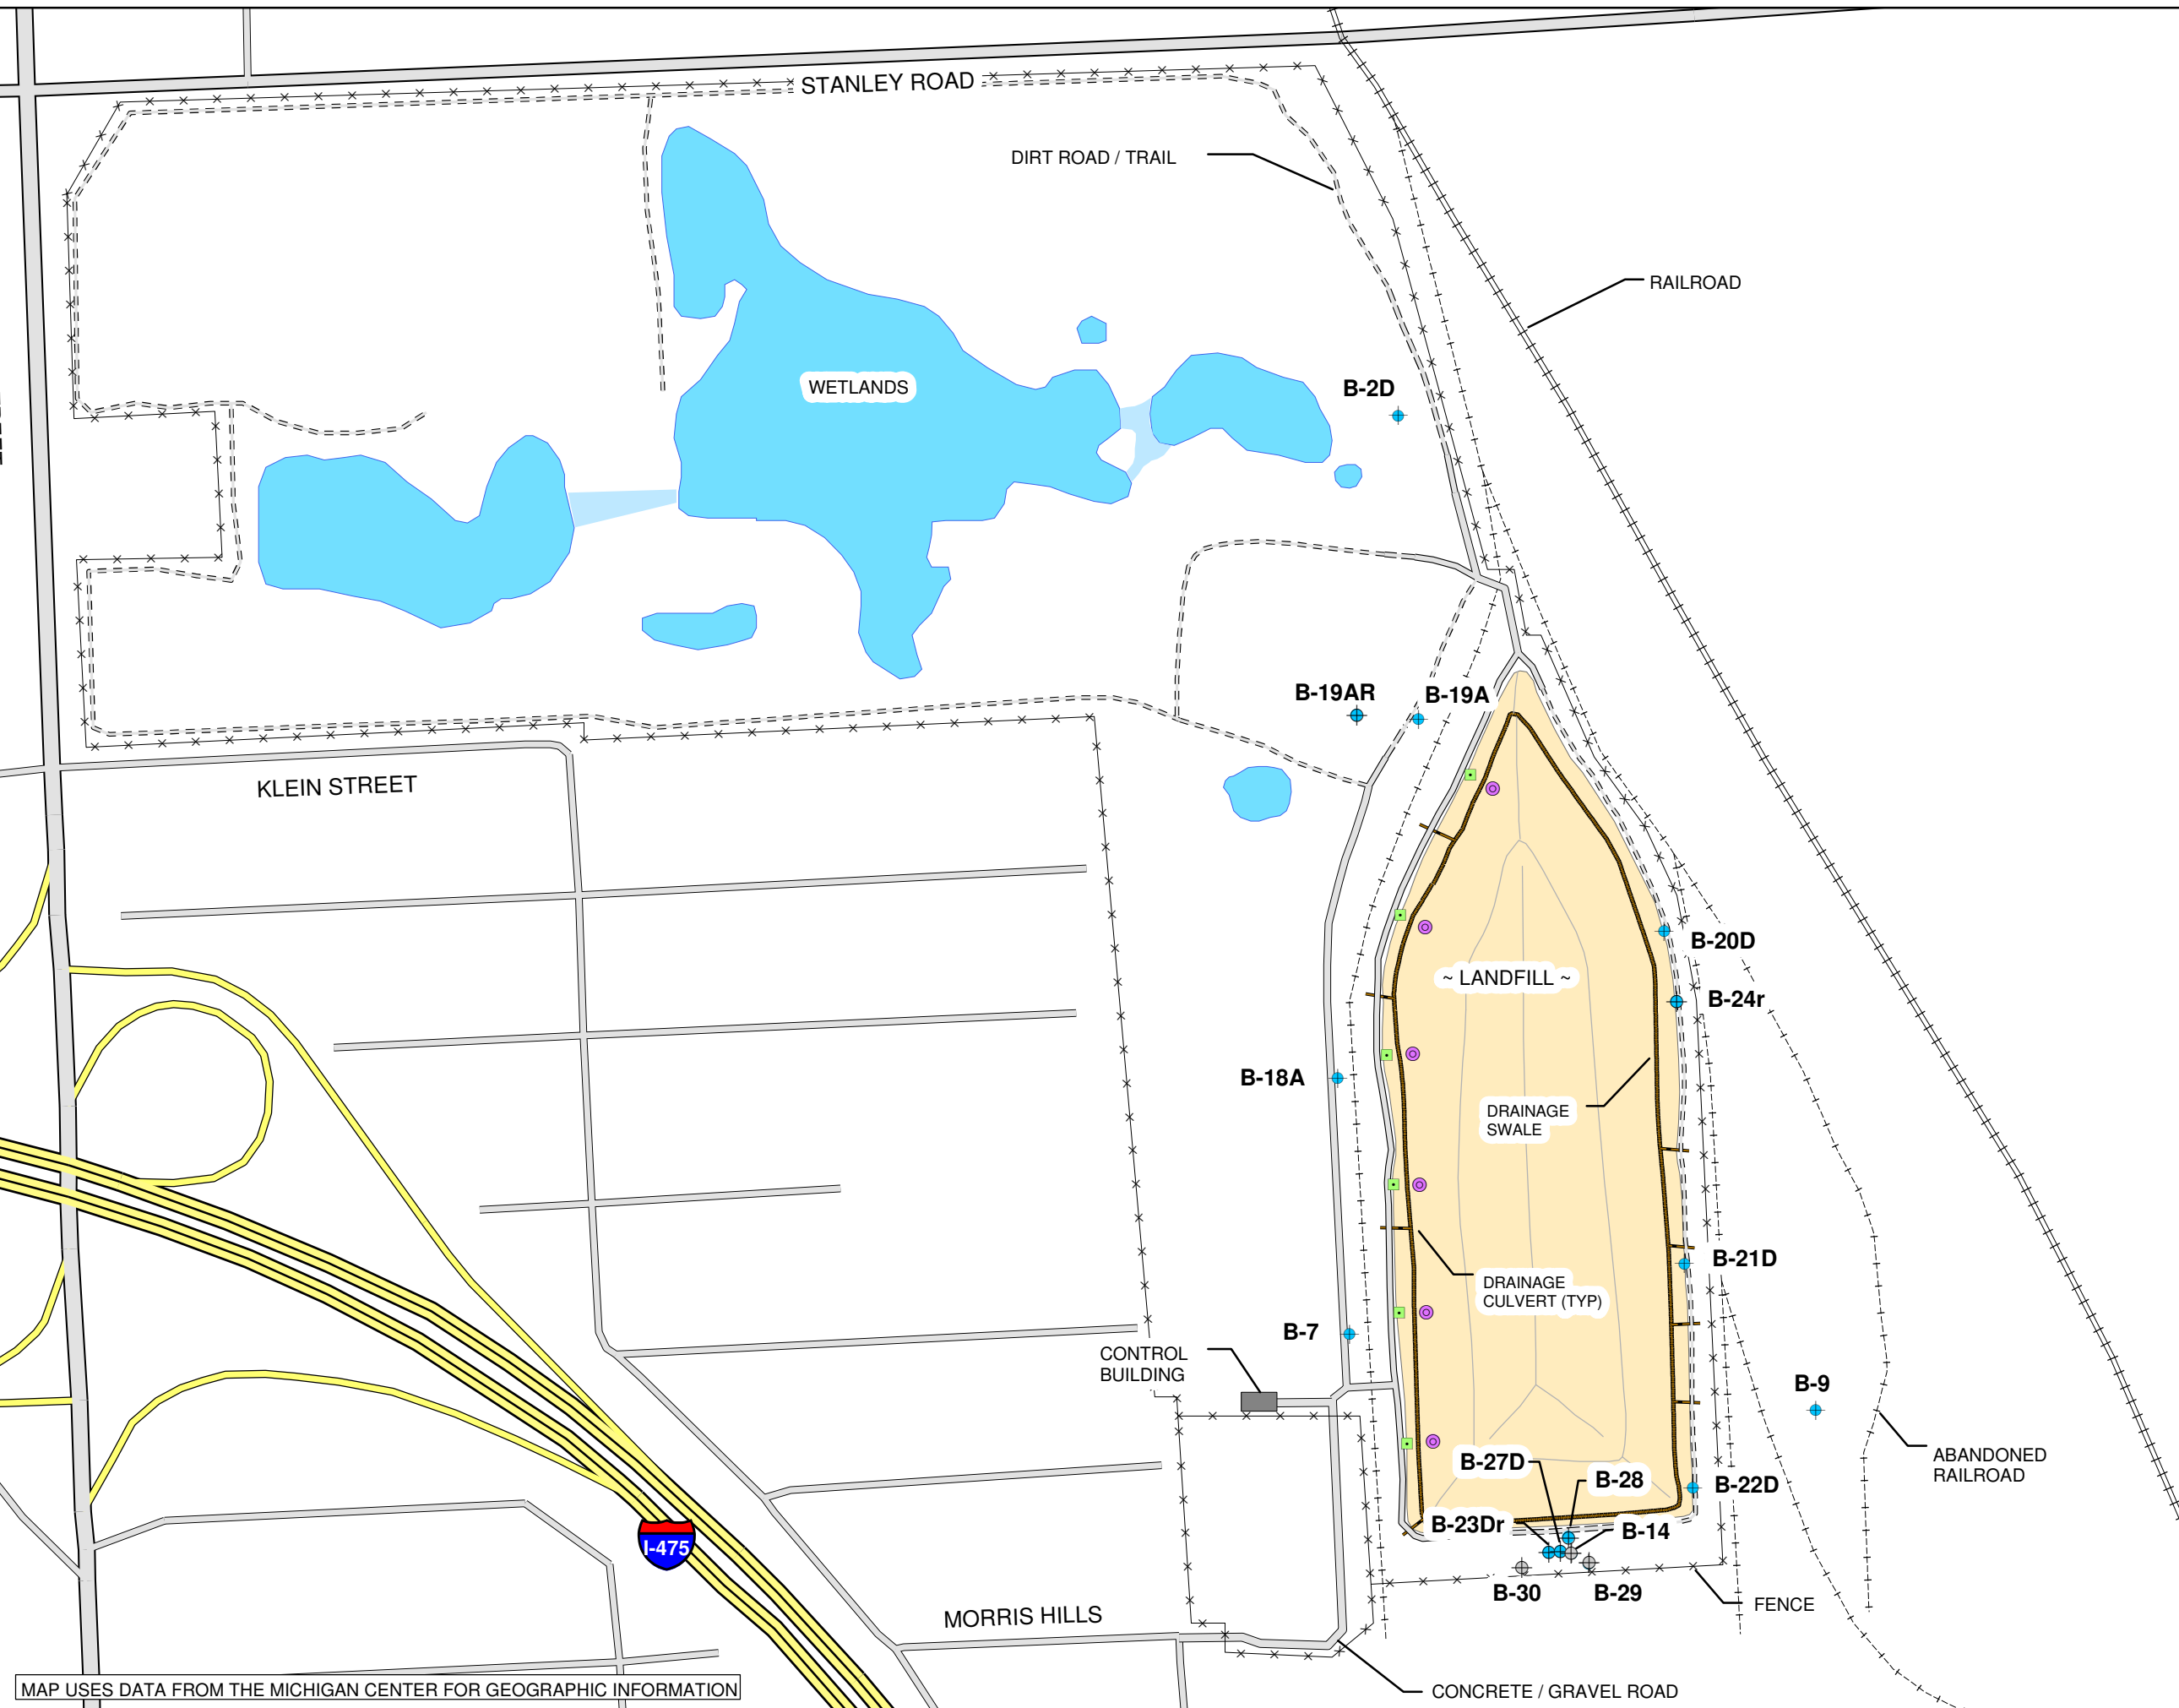 STANLEY ROAD
DIRT ROAD / TRAIL
RAILROAD
WETLANDS
B-2D
B-19AR
B-19A
KLEIN STREET
B-20D
~ LANDFILL ~
B-24r
B-18A
DRAINAGE
SWALE
B-21D
DRAINAGE
CULVERT (TYP)
B-7
CONTROL
BUILDING
B-9
ABANDONED
RAILROAD
B-27D
B-28
B-22D
B-23Dr
B-14
I-475
B-30
B-29
FENCE
MORRIS HILLS
MAP USES DATA FROM THE MICHIGAN CENTER FOR GEOGRAPHIC INFORMATION
CONCRETE / GRAVEL ROAD